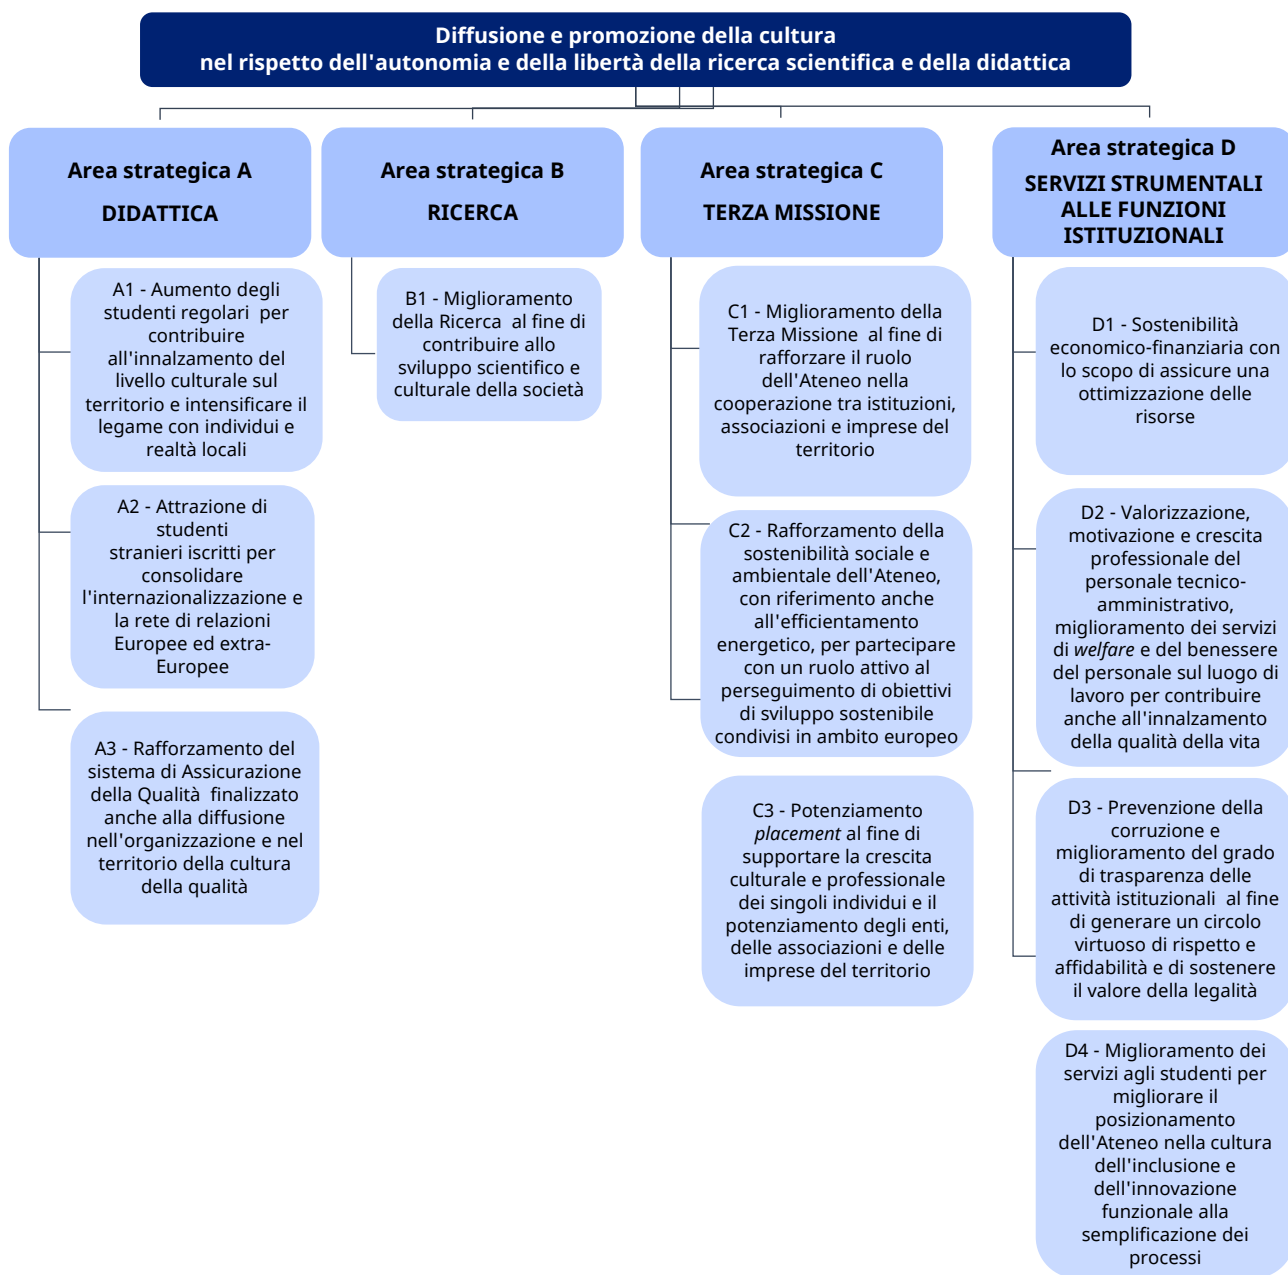 Diffusione e promozione della cultura
nel rispetto dell'autonomia e della libertà della ricerca scientifica e della didattica
Area strategica A
DIDATTICA
A1 - Aumento degli
studenti regolari per
contribuire
all'innalzamento del
livello culturale sul
territorio e intensificare il
legame con individui e
realtà locali
A2 - Attrazione di
studenti
stranieri iscritti per
consolidare
l'internazionalizzazione e
la rete di relazioni
Europee ed extra-
Europee
A3 - Rafforzamento del
sistema di Assicurazione
della Qualità finalizzato
anche alla diffusione
nell'organizzazione e nel
territorio della cultura
della qualità
Area strategica B
RICERCA
B1 - Miglioramento
della Ricerca al fine di
contribuire allo
sviluppo scientifico e
culturale della società
Area strategica C
TERZA MISSIONE
C1 - Miglioramento della
Terza Missione al fine di
rafforzare il ruolo
dell'Ateneo nella
cooperazione tra istituzioni,
associazioni e imprese del
territorio
C2 - Rafforzamento della
sostenibilità sociale e
ambientale dell'Ateneo,
con riferimento anche
all'efficientamento
energetico, per partecipare
con un ruolo attivo al
perseguimento di obiettivi
di sviluppo sostenibile
condivisi in ambito europeo
C3 - Potenziamento
placement al fine di
supportare la crescita
culturale e professionale
dei singoli individui e il
potenziamento degli enti,
delle associazioni e delle
imprese del territorio
Area strategica D
SERVIZI STRUMENTALI
ALLE FUNZIONI
ISTITUZIONALI
D1 - Sostenibilità
economico-finanziaria con
lo scopo di assicure una
ottimizzazione delle
risorse
D2 - Valorizzazione,
motivazione e crescita
professionale del
personale tecnico-
amministrativo,
miglioramento dei servizi
di welfare e del benessere
del personale sul luogo di
lavoro per contribuire
anche all'innalzamento
della qualità della vita
D3 - Prevenzione della
corruzione e
miglioramento del grado
di trasparenza delle
attività istituzionali al fine
di generare un circolo
virtuoso di rispetto e
affidabilità e di sostenere
il valore della legalità
D4 - Miglioramento dei
servizi agli studenti per
migliorare il
posizionamento
dell'Ateneo nella cultura
dell'inclusione e
dell'innovazione
funzionale alla
semplificazione dei
processi